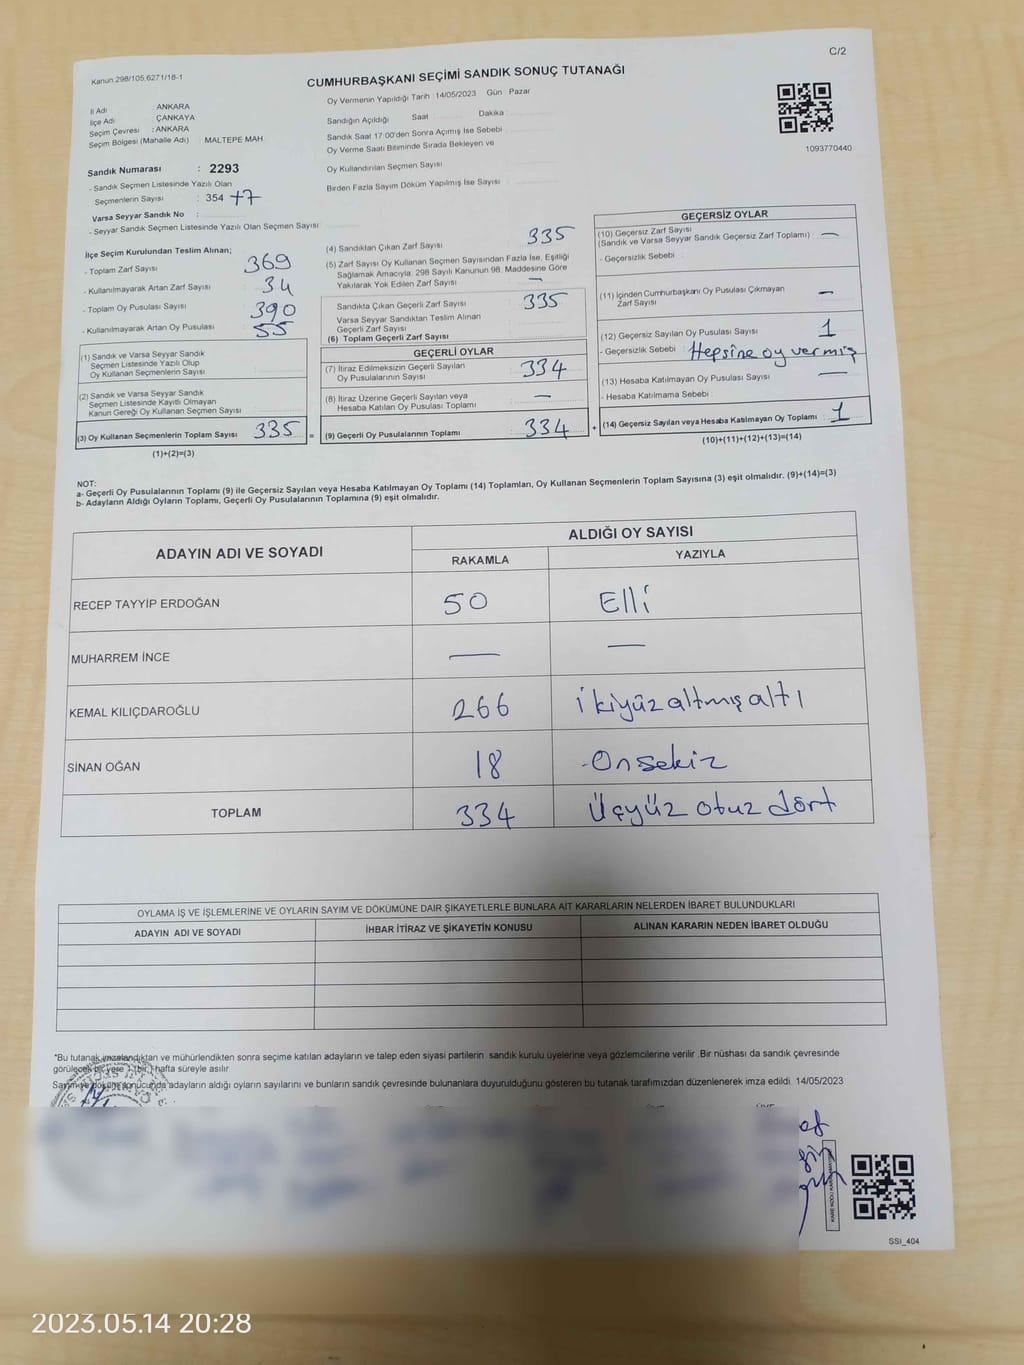 C/2
Kanun:298/105,6271/18-1
CUMHURBAŞKANI SEÇİMİ SANDIK SONUÇ TUTANAĞI
İl Adı ANKARA
İlçe Adı ÇANKAYA
Seçim Çevresi : ANKARA
Seçim Bölgesi (Mahalle Adı) MALTEPE MAH
Oy Vermenin Yapıldığı Tarih :14/05/2023 Gün Pazar
Sandığın Açıldığı Saat Dakika
Sandık Saat 17:00'den Sonra Açımış İse Sebebi
Oy Verme Saati Bitiminde Sırada Bekleyen ve
Oy Kullandırılan Seçmen Sayısı
Birden Fazla Sayım Döküm Yapılmış İse Sayısı
1093770440
Sandık Numarası : 2293
- Sandık Seçmen Listesinde Yazılı Olan
Seçmenlerin Sayısı : 354 +7
Varsa Seyyar Sandık No :
- Seyyar Sandık Seçmen Listesinde Yazılı Olan Seçmen Sayısı:
İlçe Seçim Kurulundan Teslim Alınan;
- Toplam Zarf Sayısı 369
- Kullanılmayarak Artan Zarf Sayısı : 34
- Toplam Oy Pusulası Sayısı 390
- Kullanılmayarak Artan Oy Pusulası : 55
(1) Sandık ve Varsa Seyyar Sandık
Seçmen Listesinde Yazılı Olup
Oy Kullanan Seçmenlerin Sayısı
(2) Sandık ve Varsa Seyyar Sandık
Seçmen Listesinde Kayıtlı Olmayan
Kanun Gereği Oy Kullanan Seçmen Sayısı
(3) Oy Kullanan Seçmenlerin Toplam Sayısı 335 =
(1)+(2)=(3)
(4) Sandıktan Çıkan Zarf Sayısı 335
(5) Zarf Sayısı Oy Kullanan Seçmen Sayısından Fazla İse, Eşitliği
Sağlamak Amacıyla, 298 Sayılı Kanunun 98. Maddesine Göre
Yakılarak Yok Edilen Zarf Sayısı —
Sandıkta Çıkan Geçerli Zarf Sayısı 335
Varsa Seyyar Sandıktan Teslim Alınan
Geçerli Zarf Sayısı
(6) Toplam Geçerli Zarf Sayısı
GEÇERLİ OYLAR
(7) İtiraz Edilmeksizin Geçerli Sayılan
Oy Pusulalarının Sayısı 334
(8) İtiraz Üzerine Geçerli Sayılan veya
Hesaba Katılan Oy Pusulası Toplamı —
(9) Geçerli Oy Pusulalarının Toplamı 334 +
GEÇERSİZ OYLAR
(10) Geçersiz Zarf Sayısı
(Sandık ve Varsa Seyyar Sandık Geçersiz Zarf Toplamı) : —
- Geçersizlik Sebebi
(11) İçinden Cumhurbaşkanı Oy Pusulası Çıkmayan
Zarf Sayısı —
(12) Geçersiz Sayılan Oy Pusulası Sayısı 1
- Geçersizlik Sebebi : Hepsine oy vermiş
(13) Hesaba Katılmayan Oy Pusulası Sayısı —
- Hesaba Katılmama Sebebi
(14) Geçersiz Sayılan veya Hesaba Katılmayan Oy Toplamı 1
(10)+(11)+(12)+(13)=(14)
NOT:
a- Geçerli Oy Pusulalarının Toplamı (9) ile Geçersiz Sayılan veya Hesaba Katılmayan Oy Toplamı (14) Toplamları, Oy Kullanan Seçmenlerin Toplam Sayısına (3) eşit olmalıdır. (9)+(14)=(3)
b- Adayların Aldığı Oyların Toplamı, Geçerli Oy Pusulalarının Toplamına (9) eşit olmalıdır.
ADAYIN ADI VE SOYADI ALDIĞI OY SAYISI
RAKAMLA YAZIYLA
RECEP TAYYİP ERDOĞAN 50 Elli
MUHARREM İNCE — —
KEMAL KILIÇDAROĞLU 266 ikiyüzaltmışaltı
SİNAN OĞAN 18 -Onsekiz
TOPLAM 334 Üçyüz otuz dört
OYLAMA İŞ VE İŞLEMLERİNE VE OYLARIN SAYIM VE DÖKÜMÜNE DAİR ŞİKAYETLERLE BUNLARA AİT KARARLARIN NELERDEN İBARET BULUNDUKLARI
ADAYIN ADI VE SOYADI İHBAR İTİRAZ VE ŞİKAYETİN KONUSU ALINAN KARARIN NEDEN İBARET OLDUĞU
*Bu tutanak imzalandıktan ve mühürlendikten sonra seçime katılan adayların ve talep eden siyasi partilerin sandık kurulu üyelerine veya gözlemcilerine verilir .Bir nüshası da sandık çevresinde
görülecek bir yere 1 (bir ) hafta süreyle asılır
Sayım ve döküm sonucunda adayların aldığı oyların sayılarını ve bunların sandık çevresinde bulunanlara duyurulduğunu gösteren bu tutanak tarafımızdan düzenlenerek imza edildi. 14/05/2023
SSI_404
2023.05.14 20:28